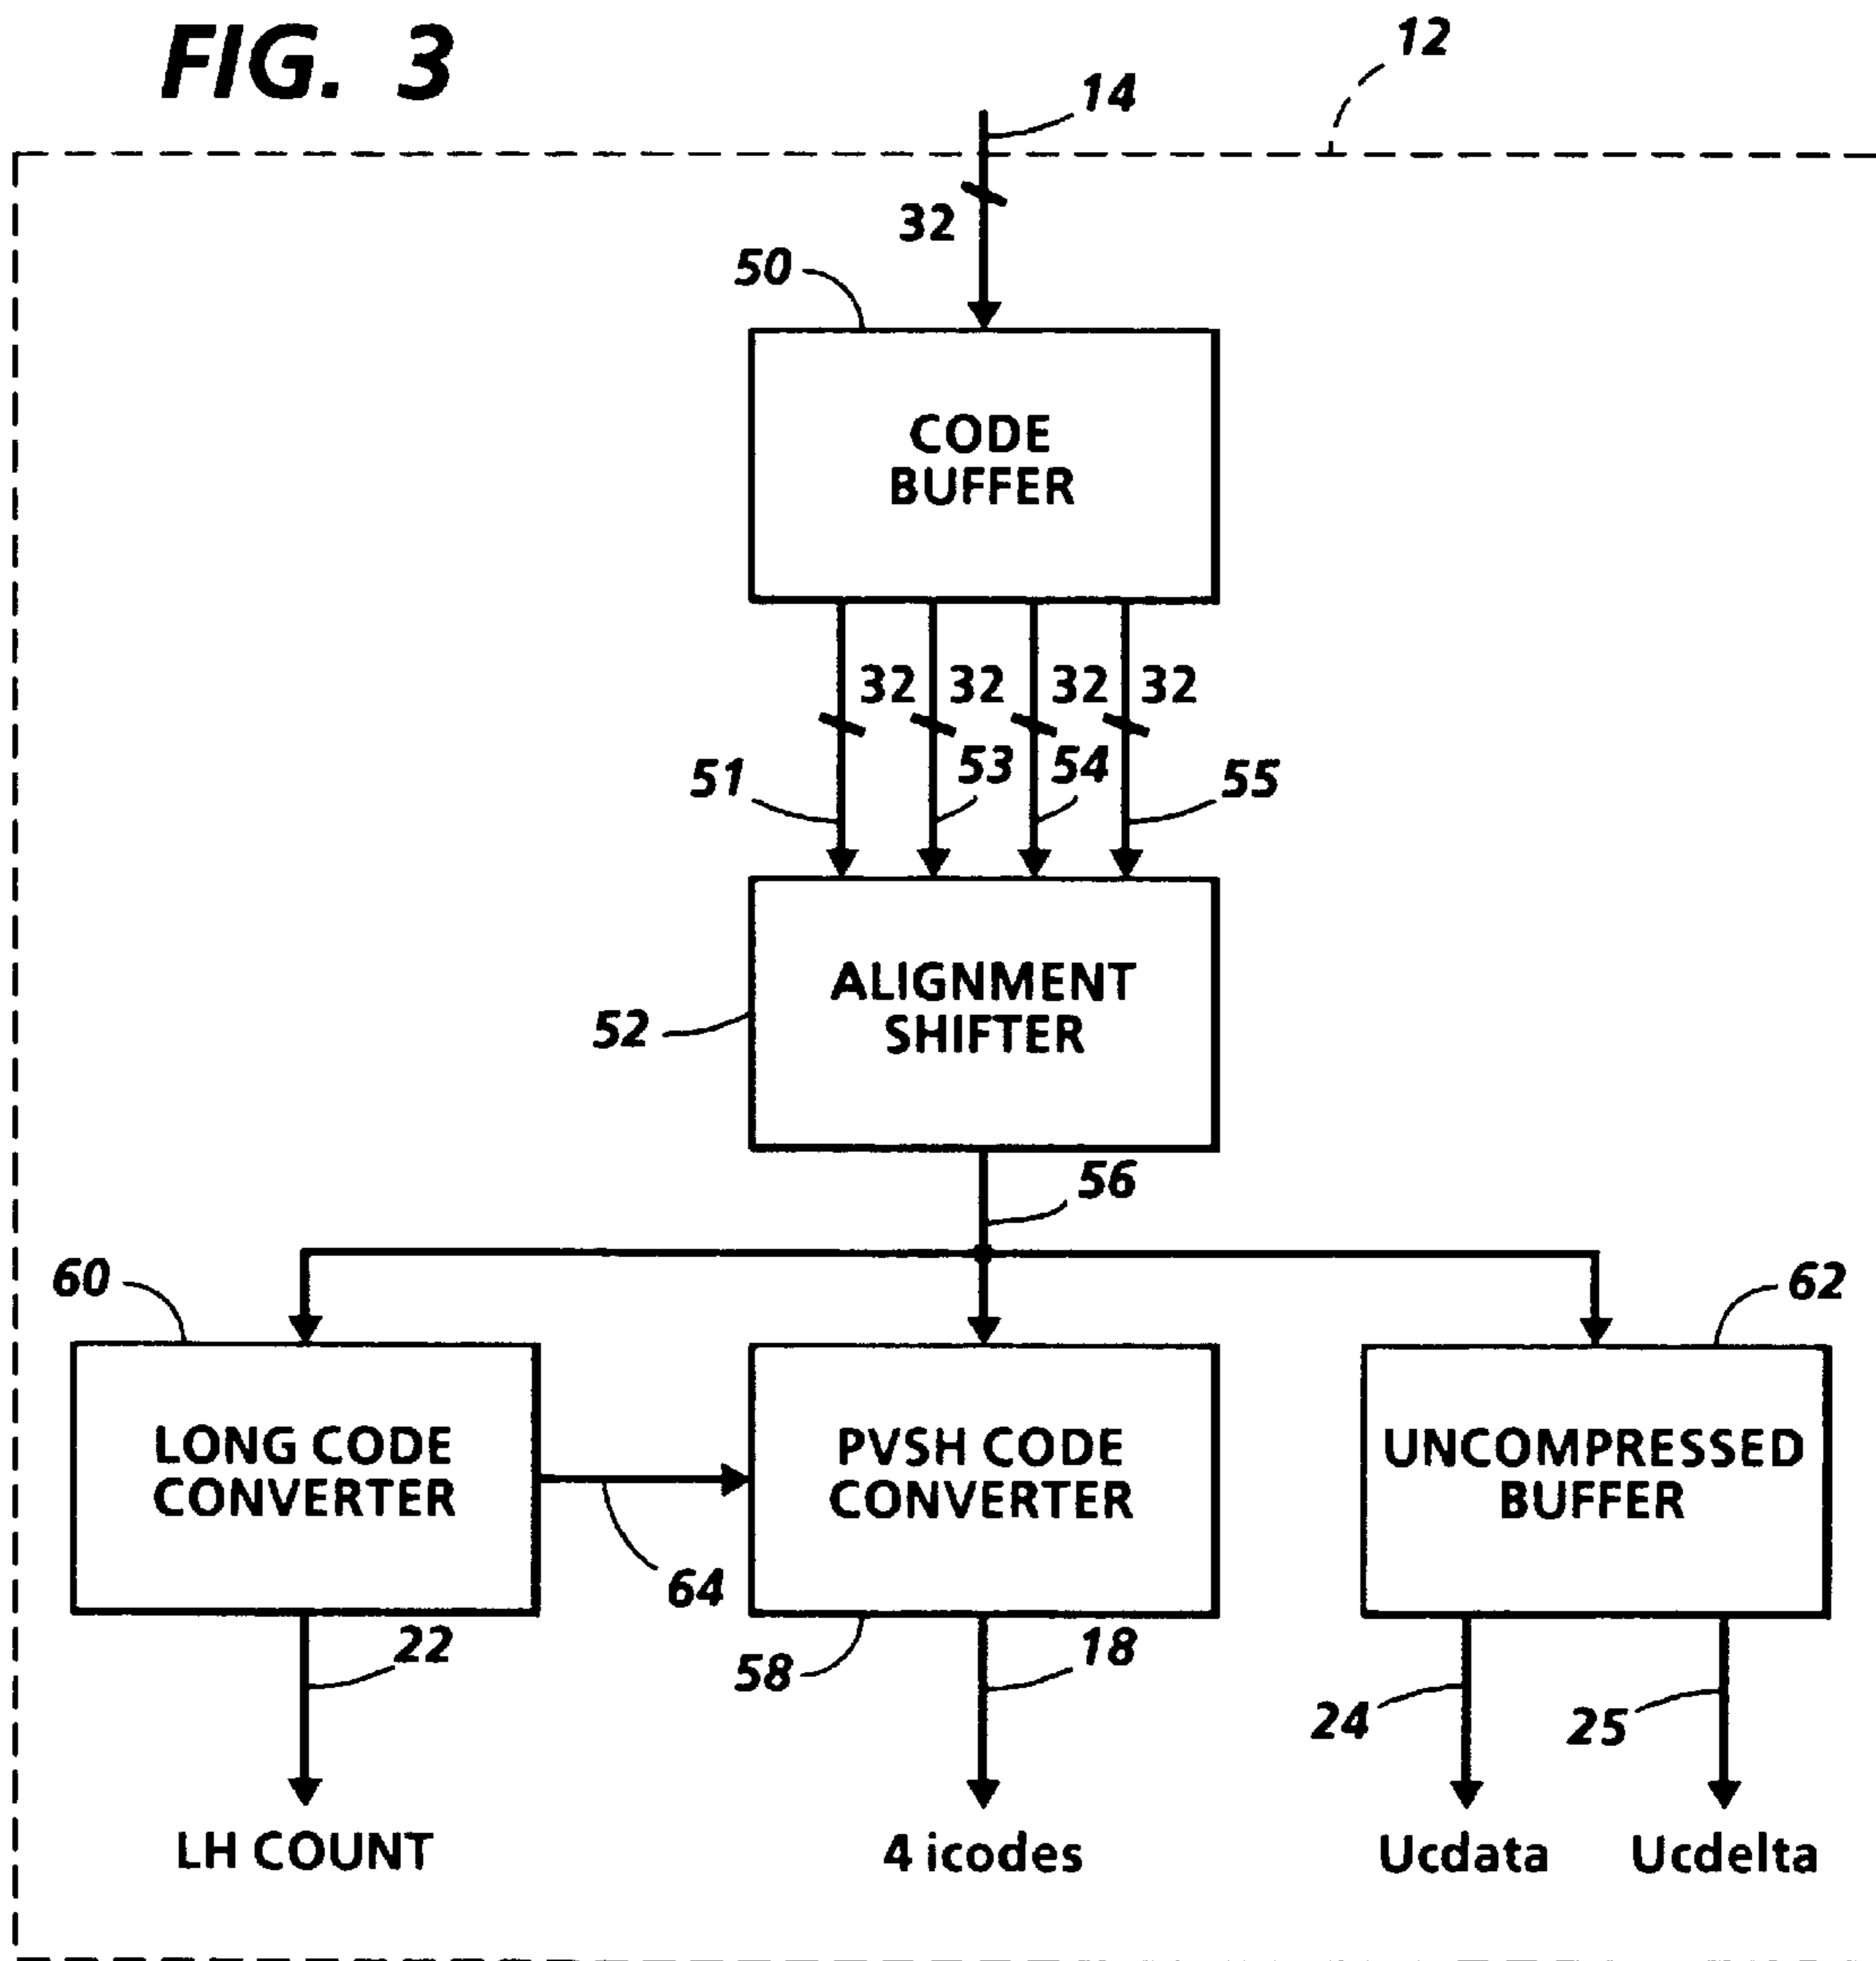 FIG. 3
12
14
32
50
CODE
BUFFER
32 32 32 32
51 53 54 55
ALIGNMENT
SHIFTER
52
56
60
62
LONG CODE
CONVERTER
PVSH CODE
CONVERTER
UNCOMPRESSED
BUFFER
64
22
58
18
24
25
LH COUNT
4 icodes
Ucdata
Ucdelta